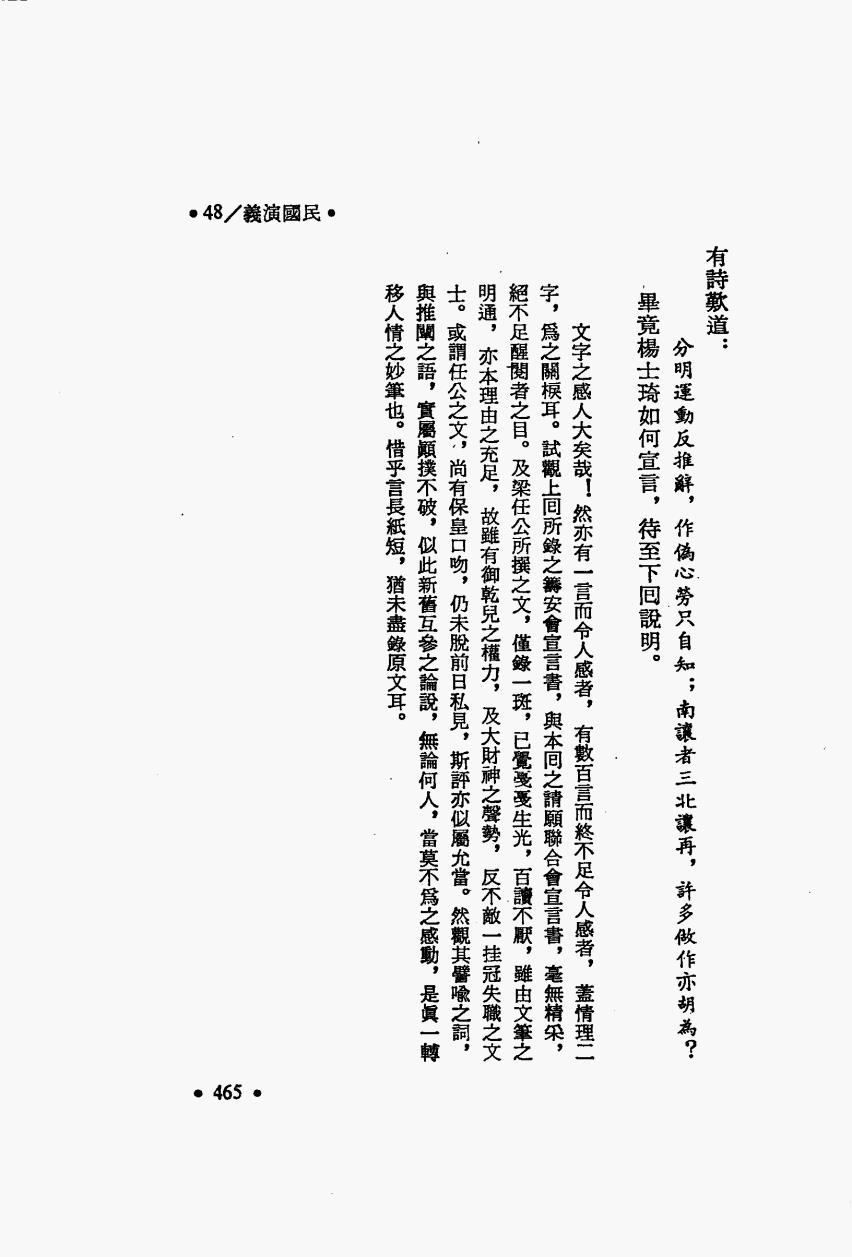 •48／義演國民•
有詩歎道：
分明運動反推辭，作偽心勞只自知；南讓者三北讓再，許多做作亦胡為？
畢竟楊士琦如何宣言，待至下囘說明。
文字之感人大矣哉！然亦有一言而令人感者，有數百言而終不足令人感者，蓋情理二
字，爲之關棙耳。試觀上囘所錄之籌安會宣言書，與本囘之請願聯合會宣言書，毫無精采，
絕不足醒閱者之目。及梁任公所撰之文，僅錄一斑，已覺戞戞生光，百讀不厭，雖由文筆之
明通，亦本理由之充足，故雖有御乾兒之權力，及大財神之聲勢，反不敵一挂冠失職之文
士。或謂任公之文，尚有保皇口吻，仍未脫前日私見，斯評亦似屬允當。然觀其譬喩之詞，
與推闡之語，實屬顚撲不破，似此新舊互參之論說，無論何人，當莫不爲之感動，是眞一轉
移人情之妙筆也。惜乎言長紙短，猶未盡錄原文耳。
• 465 •